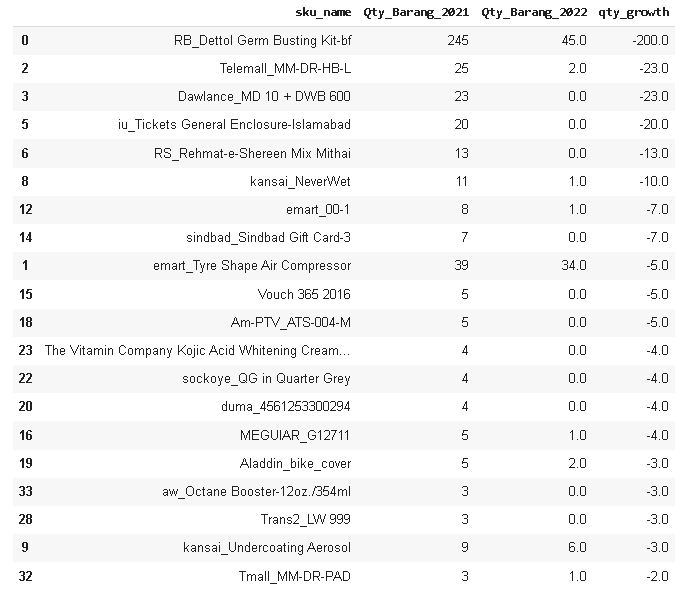 sku_name Qty_Barang_2021 Qty_Barang_2022 qty_growth
0 RB_Dettol Germ Busting Kit-bf 245 45.0 -200.0
2 Telemall_MM-DR-HB-L 25 2.0 -23.0
3 Dawlance_MD 10 + DWB 600 23 0.0 -23.0
5 iu_Tickets General Enclosure-Islamabad 20 0.0 -20.0
6 RS_Rehmat-e-Shereen Mix Mithai 13 0.0 -13.0
8 kansai_NeverWet 11 1.0 -10.0
12 emart_00-1 8 1.0 -7.0
14 sindbad_Sindbad Gift Card-3 7 0.0 -7.0
1 emart_Tyre Shape Air Compressor 39 34.0 -5.0
15 Vouch 365 2016 5 0.0 -5.0
18 Am-PTV_ATS-004-M 5 0.0 -5.0
23 The Vitamin Company Kojic Acid Whitening Cream... 4 0.0 -4.0
22 sockoye_QG in Quarter Grey 4 0.0 -4.0
20 duma_4561253300294 4 0.0 -4.0
16 MEGUIAR_G12711 5 1.0 -4.0
19 Aladdin_bike_cover 5 2.0 -3.0
33 aw_Octane Booster-12oz./354ml 3 0.0 -3.0
28 Trans2_LW 999 3 0.0 -3.0
9 kansai_Undercoating Aerosol 9 6.0 -3.0
32 Tmall_MM-DR-PAD 3 1.0 -2.0